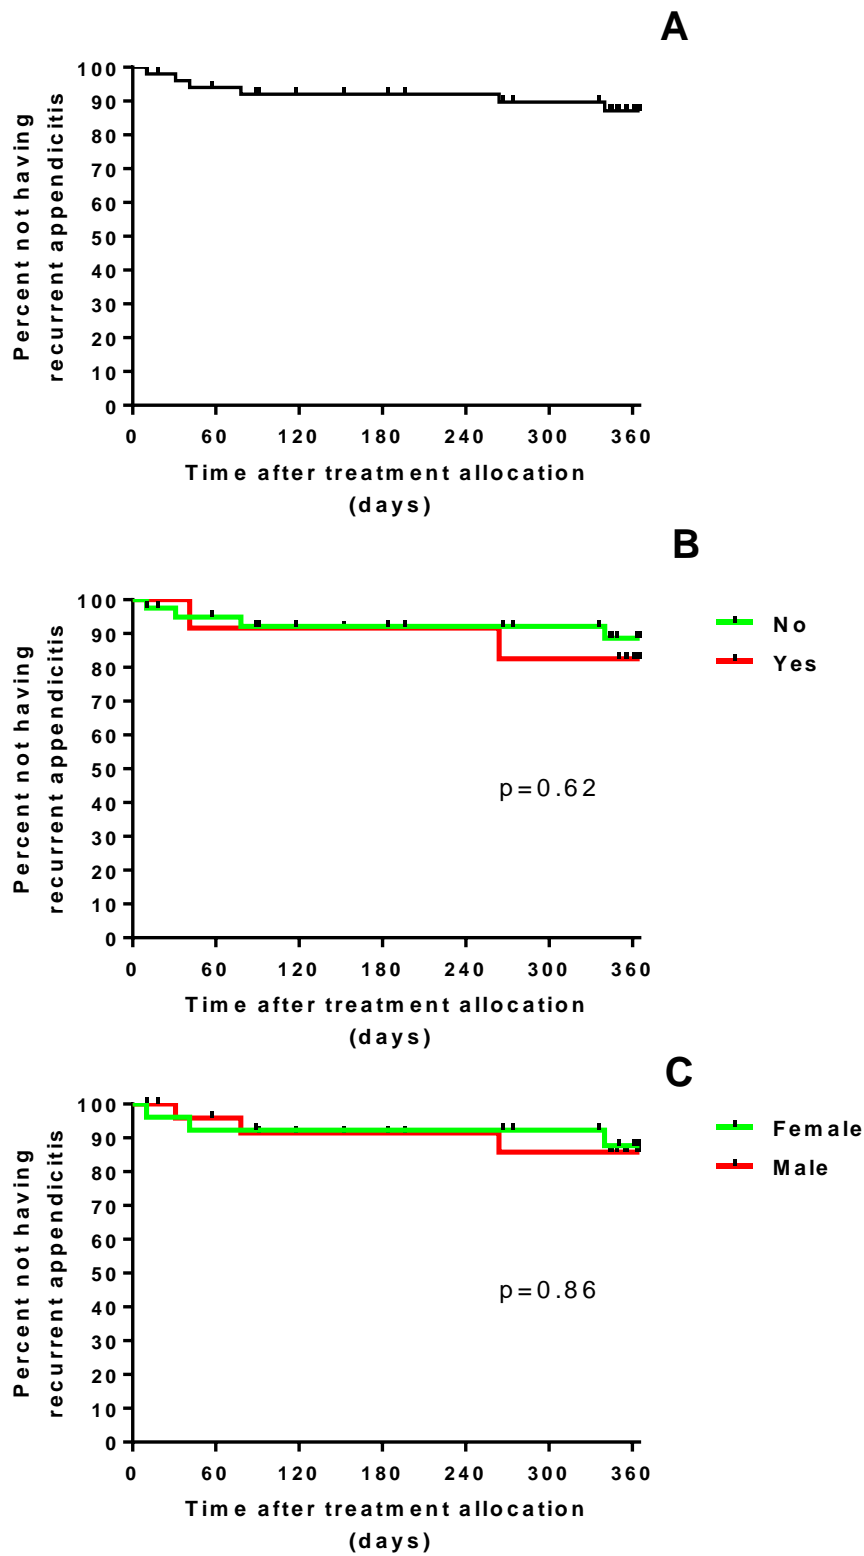 A
Percent not having
recurrent appendicitis
100
90
80
70
60
50
40
30
20
10
0
0 60 120 180 240 300 360
Time after treatment allocation
(days)
B
Percent not having
recurrent appendicitis
100
90
80
70
60
50
40
30
20
10
0
No
Yes
p=0.62
0 60 120 180 240 300 360
Time after treatment allocation
(days)
C
Percent not having
recurrent appendicitis
100
90
80
70
60
50
40
30
20
10
0
Female
Male
p=0.86
0 60 120 180 240 300 360
Time after treatment allocation
(days)